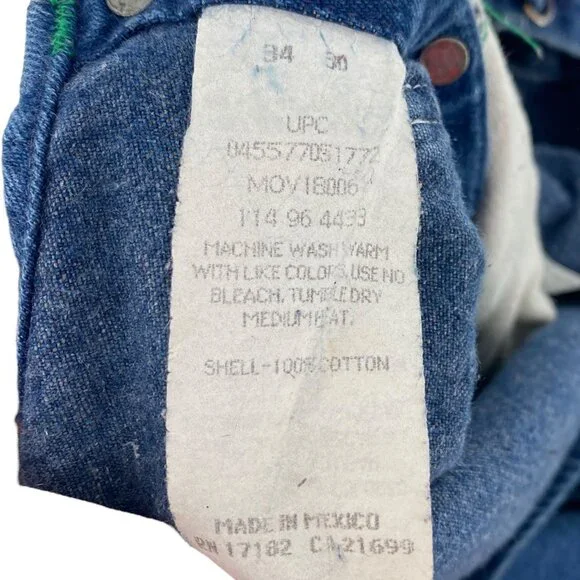 34 30
UPC
045577051772
MOV18006
114 96 4433
MACHINE WASH WARM
WITH LIKE COLORS. USE NO
BLEACH. TUMBLE DRY
MEDIUM HEAT.
SHELL-100% COTTON
MADE IN MEXICO
RN 17182 CA 21699